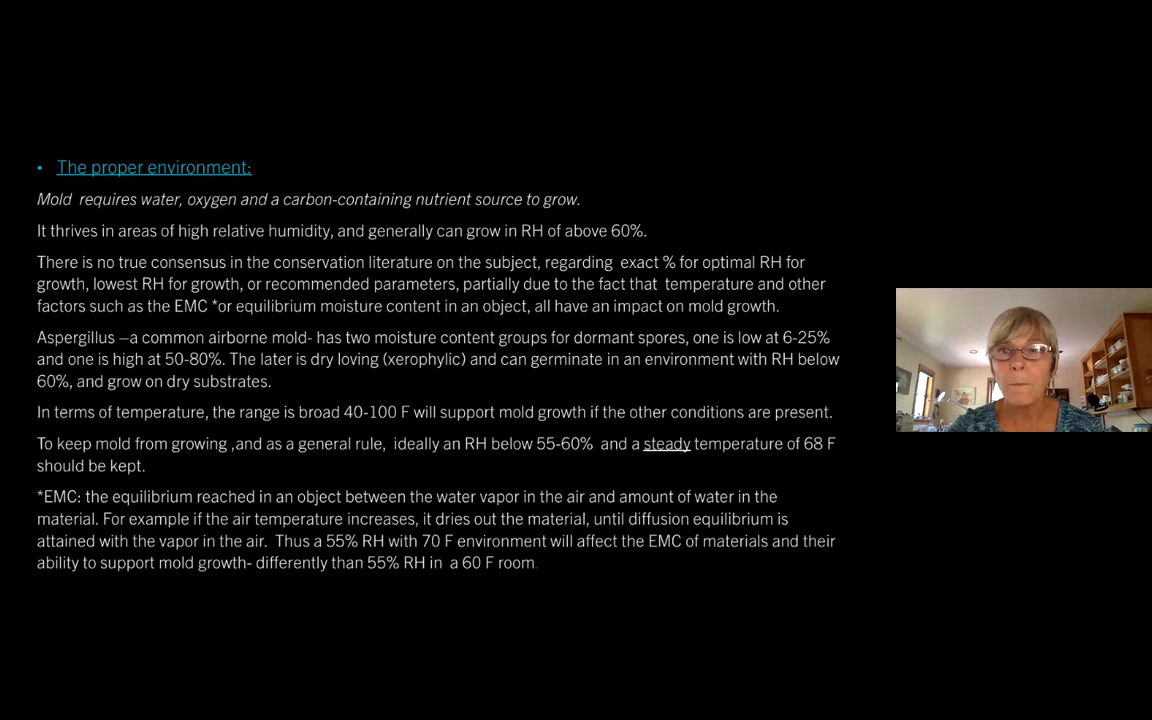 • The proper environment:
Mold requires water, oxygen and a carbon-containing nutrient source to grow.
It thrives in areas of high relative humidity, and generally can grow in RH of above 60%.
There is no true consensus in the conservation literature on the subject, regarding exact % for optimal RH for
growth, lowest RH for growth, or recommended parameters, partially due to the fact that temperature and other
factors such as the EMC *or equilibrium moisture content in an object, all have an impact on mold growth.
Aspergillus –a common airborne mold- has two moisture content groups for dormant spores, one is low at 6-25%
and one is high at 50-80%. The later is dry loving (xerophylic) and can germinate in an environment with RH below
60%, and grow on dry substrates.
In terms of temperature, the range is broad 40-100 F will support mold growth if the other conditions are present.
To keep mold from growing ,and as a general rule, ideally an RH below 55-60% and a steady temperature of 68 F
should be kept.
*EMC: the equilibrium reached in an object between the water vapor in the air and amount of water in the
material. For example if the air temperature increases, it dries out the material, until diffusion equilibrium is
attained with the vapor in the air. Thus a 55% RH with 70 F environment will affect the EMC of materials and their
ability to support mold growth- differently than 55% RH in a 60 F room.